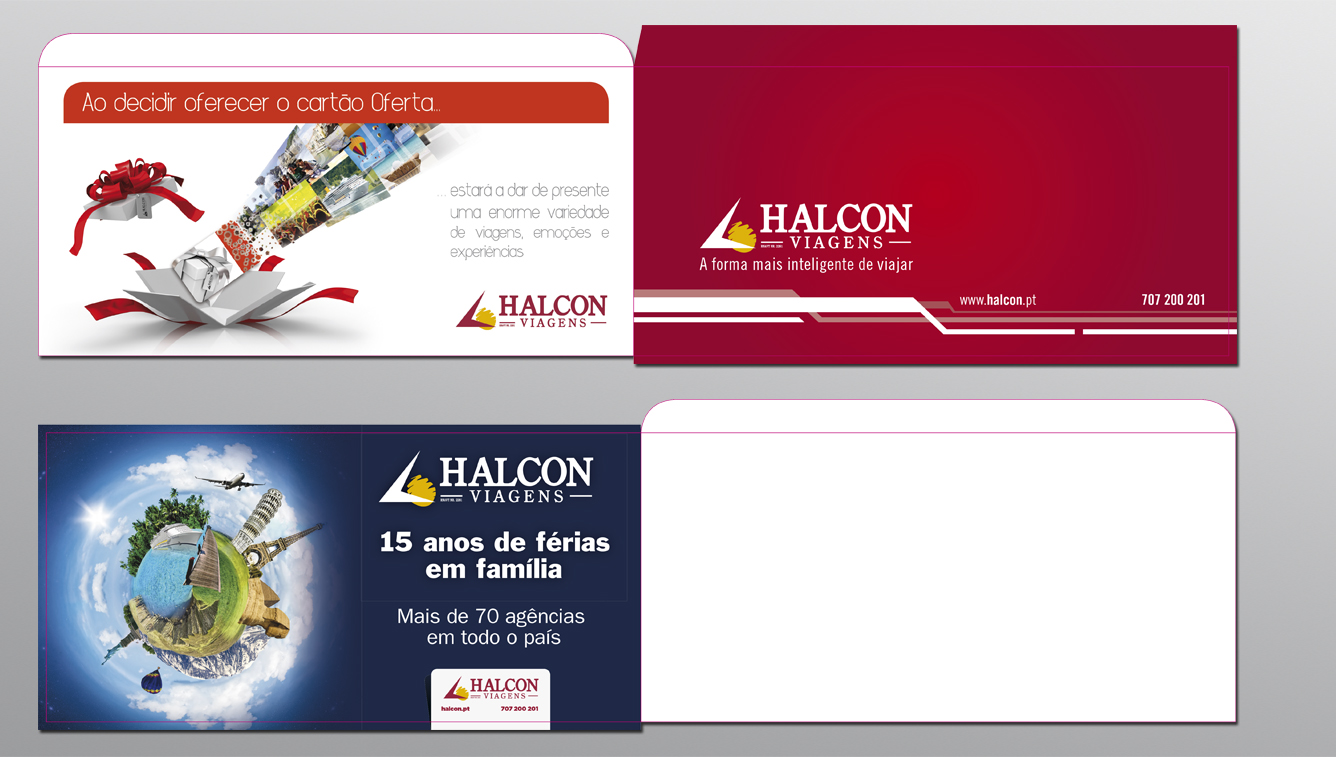 Ao decidir oferecer o cartão Oferta...
... estará a dar de presente
uma enorme variedade
de viagens, emoções e
experiências
HALCON
VIAGENS
HALCON
VIAGENS
A forma mais inteligente de viajar
www.halcon.pt
707 200 201
HALCON
VIAGENS
15 anos de férias
em família
Mais de 70 agências
em todo o país
HALCON
VIAGENS
halcon.pt
707 200 201